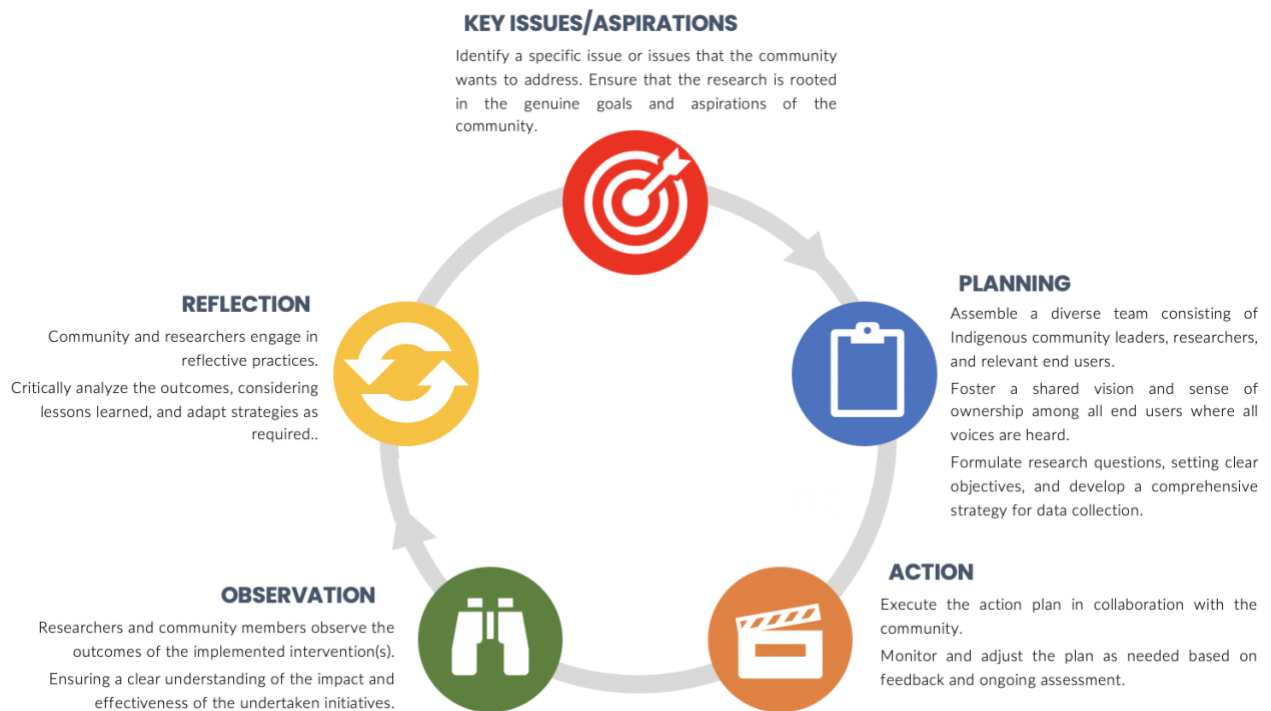 KEY ISSUES/ASPIRATIONS
Identify a specific issue or issues that the community
wants to address. Ensure that the research is rooted
in the genuine goals and aspirations of the
community.
PLANNING
Assemble a diverse team consisting of
Indigenous community leaders, researchers,
and relevant end users.
Foster a shared vision and sense of
ownership among all end users where all
voices are heard.
Formulate research questions, setting clear
objectives, and develop a comprehensive
strategy for data collection.
ACTION
Execute the action plan in collaboration with the
community.
Monitor and adjust the plan as needed based on
feedback and ongoing assessment.
OBSERVATION
Researchers and community members observe the
outcomes of the implemented intervention(s).
Ensuring a clear understanding of the impact and
effectiveness of the undertaken initiatives.
REFLECTION
Community and researchers engage in
reflective practices.
Critically analyze the outcomes, considering
lessons learned, and adapt strategies as
required..